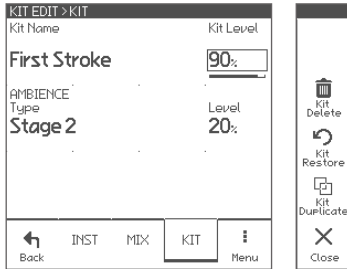 KIT EDIT>KIT
Kit Name Kit Level
First Stroke 90%
AMBIENCE
Type Level
Stage 2 20%
Back INST MIX KIT Menu
Kit
Delete
Kit
Restore
Kit
Duplicate
Close